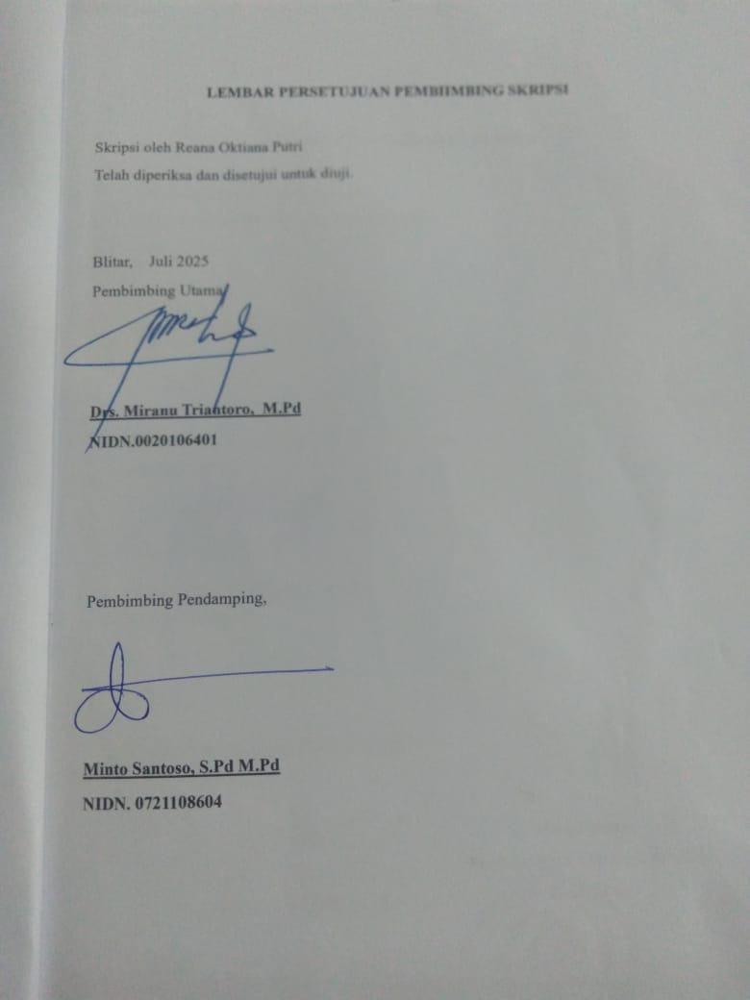 LEMBAR PERSETUJUAN PEMBIIMBING SKRIPSI
Skripsi oleh Reana Oktiana Putri
Telah diperiksa dan disetujui untuk diuji.
Blitar, Juli 2025
Pembimbing Utama
Drs. Miranu Triantoro, M.Pd
NIDN.0020106401
Pembimbing Pendamping,
Minto Santoso, S.Pd M.Pd
NIDN. 0721108604